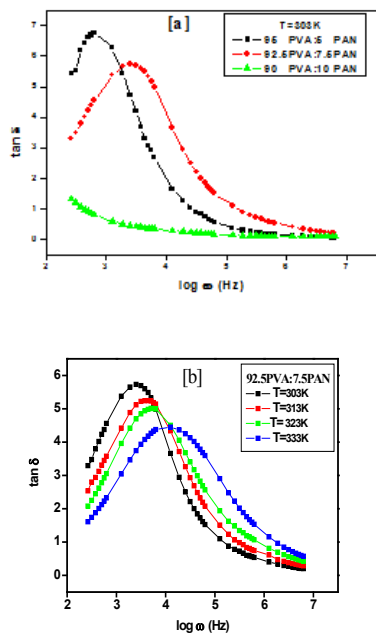 [a]
T=303K
95 PVA:5 PAN
92.5PVA:7.5PAN
90 PVA:10 PAN
tan δ
7
6
5
4
3
2
1
0
2 3 4 5 6 7
log ω (Hz)
[b]
92.5PVA:7.5PAN
T=303K
T=313K
T= 323K
T=333K
tan δ
6
5
4
3
2
1
0
2 3 4 5 6 7
log ω (Hz)